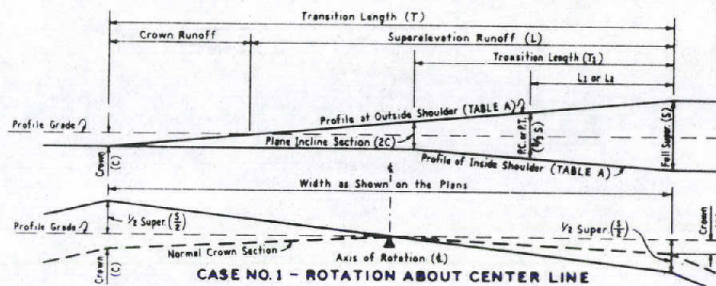 Transition Length (T)
Crown Runoff
Superelevation Runoff (L)
Transition Length (T₁)
L₁ or L₂
Profile Grade
Profile at Outside Shoulder (TABLE A)
Plane Incline Section (2C)
P.C. or P.T.
Full Super. (S)
Crown (C)
Profile of Inside Shoulder (TABLE A)
Width as Shown on the Plans
Profile Grade
½ Super. (S/2)
½ Super. (S/2)
Crown
Normal Crown Section
Axis of Rotation (℄)
Crown (C)
CASE NO. 1 - ROTATION ABOUT CENTER LINE